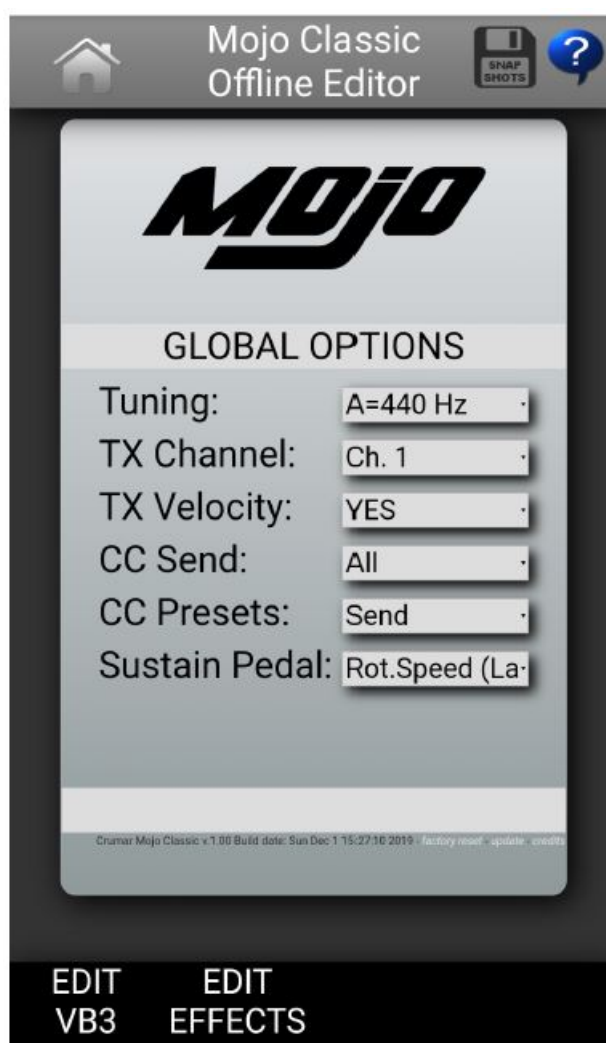 Mojo Classic
Offline Editor
SNAP
SHOTS
?
MOJO
GLOBAL OPTIONS
Tuning: A=440 Hz
TX Channel: Ch. 1
TX Velocity: YES
CC Send: All
CC Presets: Send
Sustain Pedal: Rot.Speed (La
Crumar Mojo Classic v.1.00 Build date: Sun Dec 1 15:27:10 2019 - factory reset - update - credits
EDIT
VB3
EDIT
EFFECTS